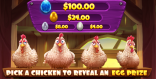 $100.00
$24.00
PICK A CHICKEN TO REVEAL AN EGG PRIZE